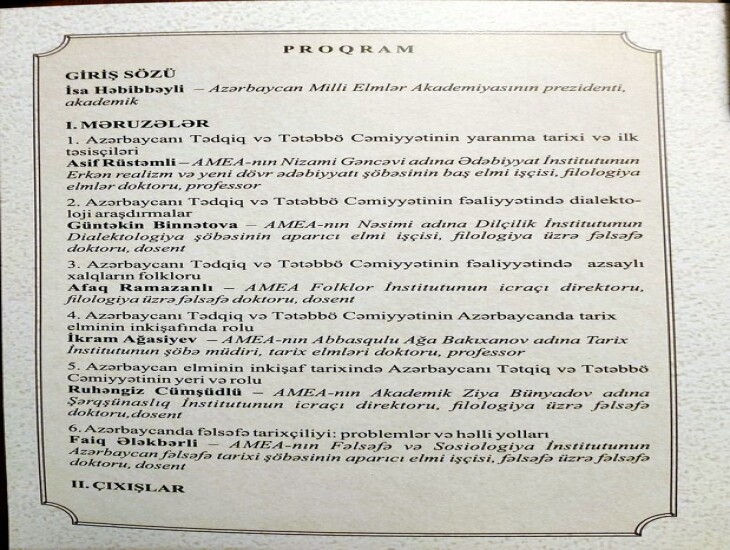 PROQRAM
GİRİŞ SÖZÜ
İsa Həbibbəyli – Azərbaycan Milli Elmlər Akademiyasının prezidenti,
akademik
I. MƏRUZƏLƏR
1. Azərbaycanı Tədqiq və Tətəbbö Cəmiyyətinin yaranma tarixi və ilk
təsisçiləri
Asif Rüstəmli – AMEA-nın Nizami Gəncəvi adına Ədəbiyyat İnstitutunun
Erkən realizm və yeni dövr ədəbiyyatı şöbəsinin baş elmi işçisi, filologiya
elmlər doktoru, professor
2. Azərbaycanı Tədqiq və Tətəbbö Cəmiyyətinin fəaliyyətində dialekto-
loji araşdırmalar
Güntəkin Binnətova – AMEA-nın Nəsimi adına Dilçilik İnstitutunun
Dialektologiya şöbəsinin aparıcı elmi işçisi, filologiya üzrə fəlsəfə
doktoru, dosent
3. Azərbaycanı Tədqiq və Tətəbbö Cəmiyyətinin fəaliyyətində azsaylı
xalqların folkloru
Afaq Ramazanlı – AMEA Folklor İnstitutunun icraçı direktoru,
filologiya üzrə fəlsəfə doktoru, dosent
4. Azərbaycanı Tədqiq və Tətəbbö Cəmiyyətinin Azərbaycanda tarix
elminin inkişafında rolu
İkram Ağasiyev – AMEA-nın Abbasqulu Ağa Bakıxanov adına Tarix
İnstitutunun şöbə müdiri, tarix elmləri doktoru, professor
5. Azərbaycan elminin inkişaf tarixində Azərbaycanı Tətqiq və Tətəbbö
Cəmiyyətinin yeri və rolu
Ruhəngiz Cümşüdlü – AMEA-nın Akademik Ziya Bünyadov adına
Şərqşünaslıq İnstitutunun icraçı direktoru, filologiya üzrə fəlsəfə
doktoru, dosent
6. Azərbaycanda fəlsəfə tarixçiliyi: problemlər və həlli yolları
Faiq Ələkbərli – AMEA-nın Fəlsəfə və Sosiologiya İnstitutunun
Azərbaycan fəlsəfə tarixi şöbəsinin aparıcı elmi işçisi, fəlsəfə üzrə fəlsəfə
doktoru, dosent
II. ÇIXIŞLAR